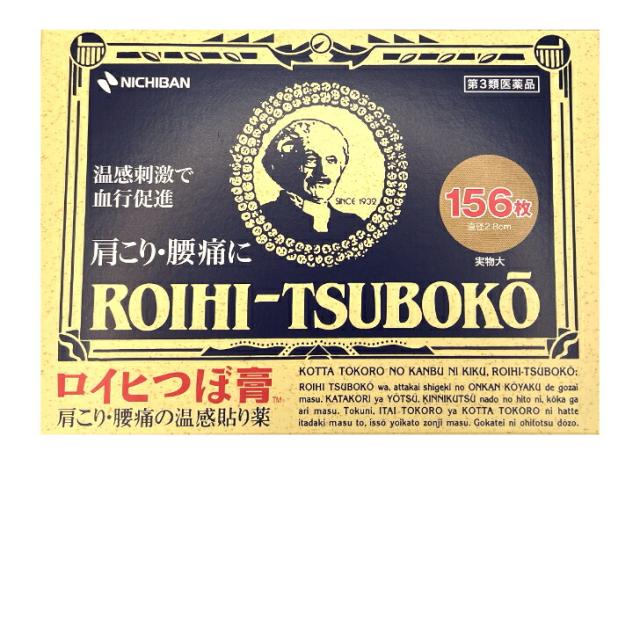 NICHIBAN
第3類医薬品
温感刺激で
血行促進
SINCE 1932
156枚
直径2.8cm
実物大
肩こり・腰痛に
ROIHI-TSUBOKŌ
ロイヒつぼ膏™
肩こり・腰痛の温感貼り薬
KOTTA TOKORO NO KANBU NI KIKU, ROIHI-TSUBOKŌ:
ROIHI TSUBOKŌ wa, attakai shigeki no ONKAN KŌYAKU de gozai
masu. KATAKORI ya YŌTSŪ, KINNIKUTSŪ nado no hito ni, kōka ga
ari masu. Tokuni, ITAI TOKORO ya KOTTA TOKORO ni hatte
itadaki masu to, issō yoikato zonji masu. Gokatei ni ohitotsu dōzo.